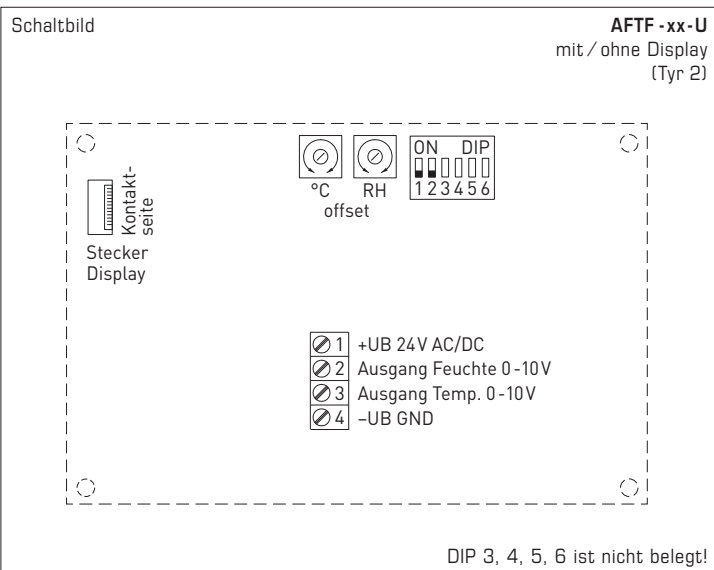 Schaltbild
AFTF-xx-U
mit / ohne Display
(Tyr 2)
ON DIP
1 2 3 4 5 6
°C RH
offset
Kontakt-
seite
Stecker
Display
1 +UB 24V AC/DC
2 Ausgang Feuchte 0-10V
3 Ausgang Temp. 0-10V
4 –UB GND
DIP 3, 4, 5, 6 ist nicht belegt!